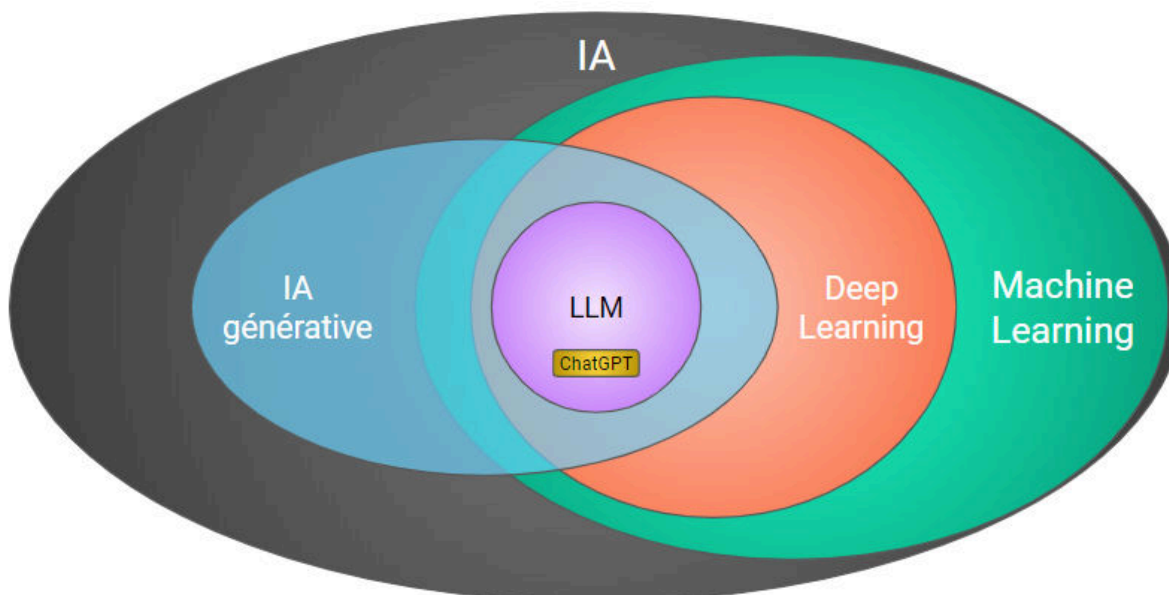 IA
IA
générative
LLM
ChatGPT
Deep
Learning
Machine
Learning